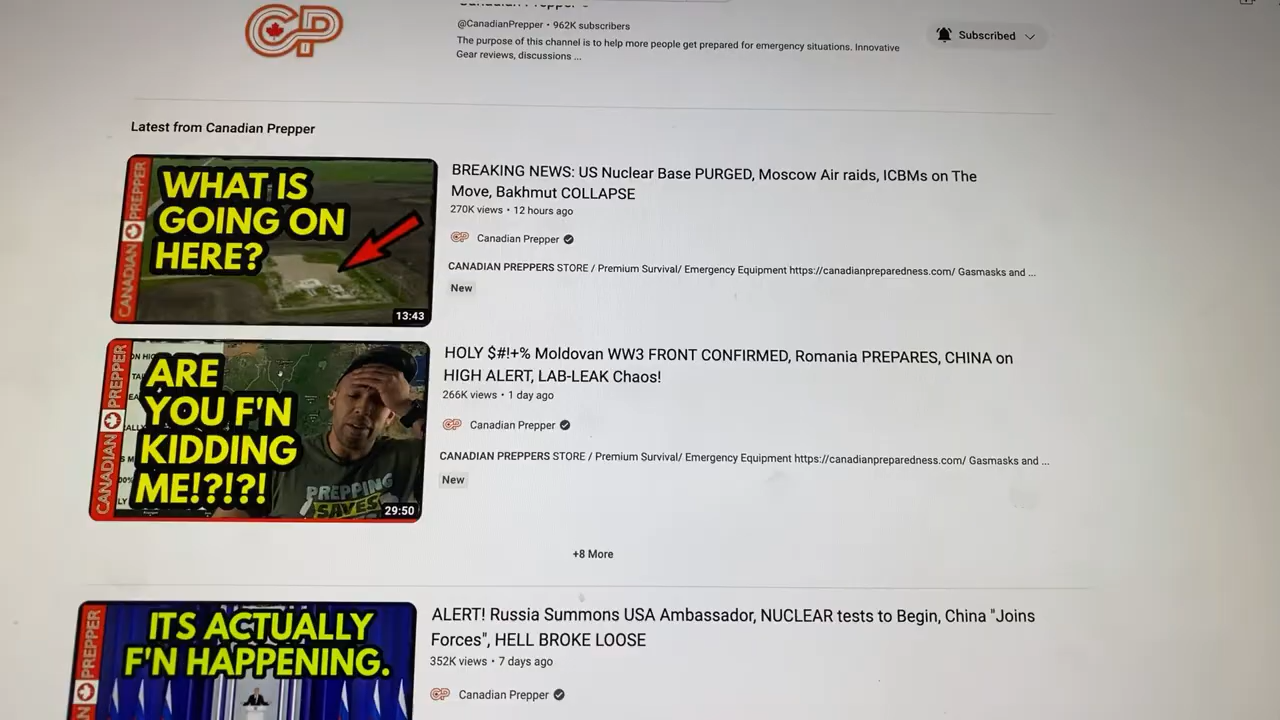 CP
@CanadianPrepper • 962K subscribers
The purpose of this channel is to help more people get prepared for emergency situations. Innovative
Gear reviews, discussions ...
Subscribed
Latest from Canadian Prepper
CANADIAN PREPPER
WHAT IS
GOING ON
HERE?
13:43
BREAKING NEWS: US Nuclear Base PURGED, Moscow Air raids, ICBMs on The
Move, Bakhmut COLLAPSE
270K views • 12 hours ago
CP Canadian Prepper
CANADIAN PREPPERS STORE / Premium Survival/ Emergency Equipment https://canadianpreparedness.com/ Gasmasks and ...
New
CANADIAN PREPPER
ARE
YOU F'N
KIDDING
ME!?!?!
PREPPING
SAVES
29:50
HOLY $#!+% Moldovan WW3 FRONT CONFIRMED, Romania PREPARES, CHINA on
HIGH ALERT, LAB-LEAK Chaos!
266K views • 1 day ago
CP Canadian Prepper
CANADIAN PREPPERS STORE / Premium Survival/ Emergency Equipment https://canadianpreparedness.com/ Gasmasks and ...
New
+8 More
PREPPER
ITS ACTUALLY
F'N HAPPENING.
ALERT! Russia Summons USA Ambassador, NUCLEAR tests to Begin, China "Joins
Forces", HELL BROKE LOOSE
352K views • 7 days ago
CP Canadian Prepper